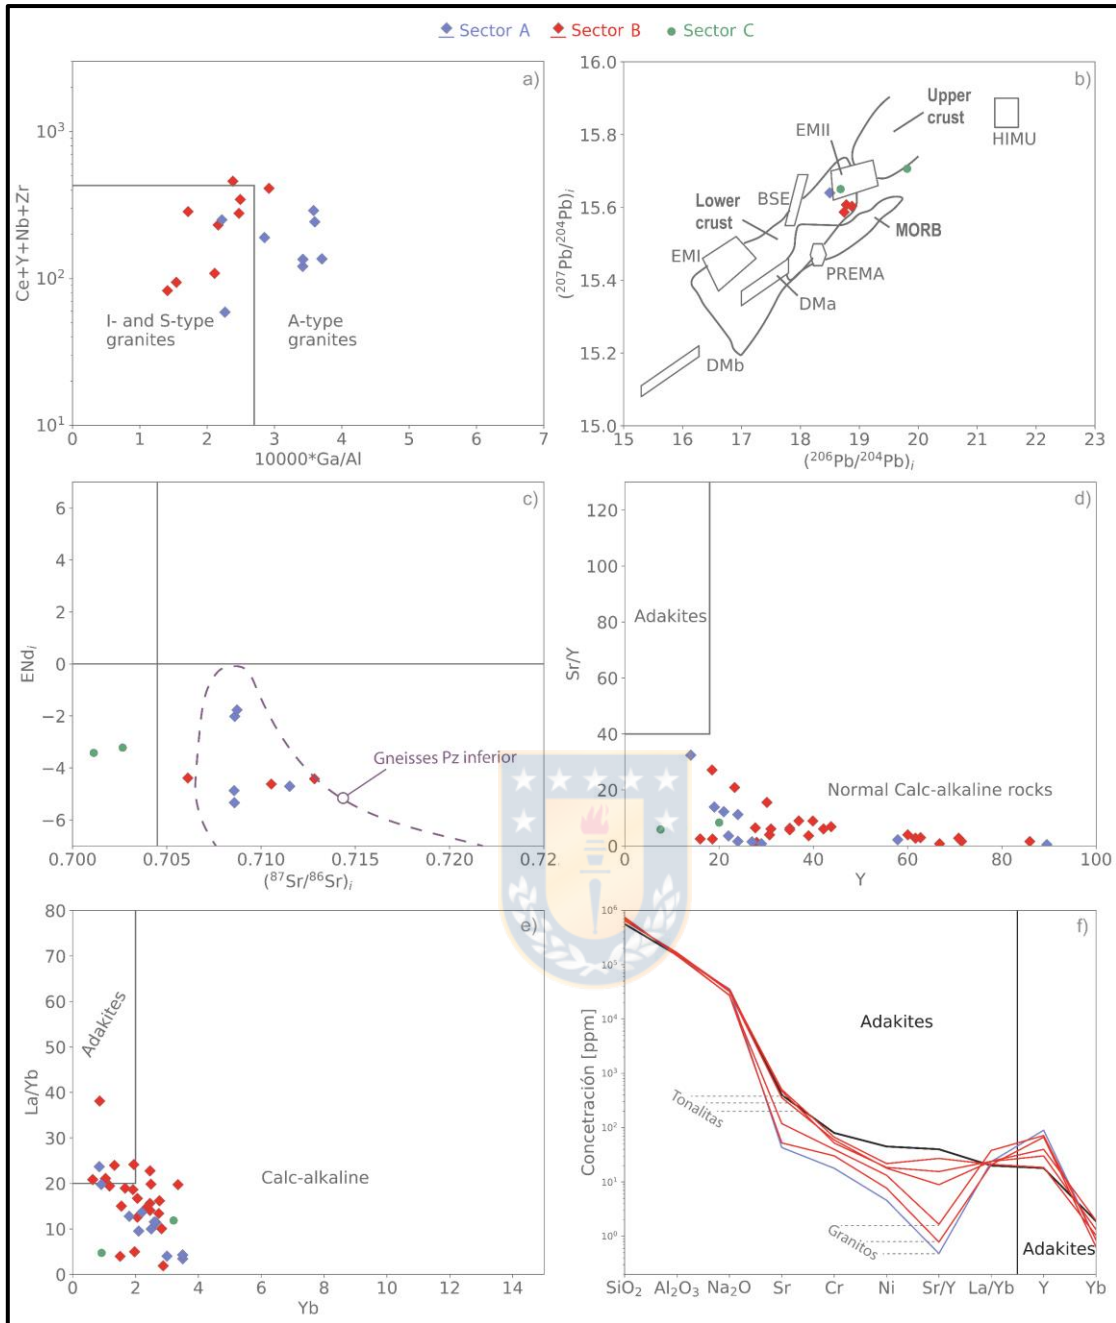 Sector A Sector B Sector C
a)
Ce+Y+Nb+Zr
10³
10²
10¹
I- and S-type
granites
A-type
granites
0 1 2 3 4 5 6 7
10000*Ga/Al
b)
(²⁰⁷Pb/²⁰⁴Pb)ᵢ
16.0
15.8
15.6
15.4
15.2
15.0
Upper
crust
HIMU
EMII
BSE
Lower
crust
MORB
EMI
PREMA
DMa
DMb
15 16 17 18 19 20 21 22 23
(²⁰⁶Pb/²⁰⁴Pb)ᵢ
c)
ENdᵢ
6
4
2
0
−2
−4
−6
Gneisses Pz inferior
0.700 0.705 0.710 0.715 0.720 0.72
(⁸⁷Sr/⁸⁶Sr)ᵢ
d)
Sr/Y
120
100
80
60
40
20
0
Adakites
Normal Calc-alkaline rocks
0 20 40 60 80 100
Y
e)
La/Yb
80
70
60
50
40
30
20
10
0
Adakites
Calc-alkaline
0 2 4 6 8 10 12 14
Yb
f)
Concetración [ppm]
10⁶
10⁵
10⁴
10³
10²
10¹
10⁰
Adakites
Tonalitas
Granitos
Adakites
SiO₂ Al₂O₃ Na₂O Sr Cr Ni Sr/Y La/Yb Y Yb